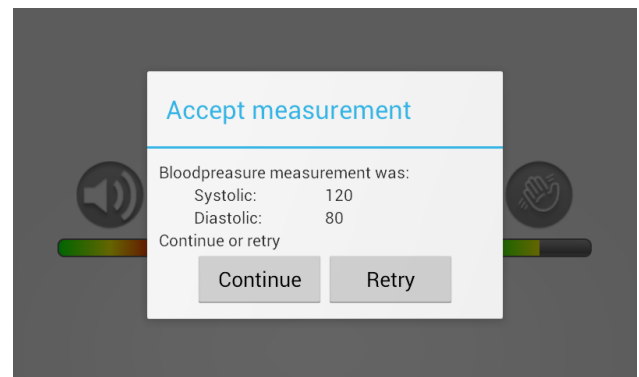 Accept measurement
Bloodpreasure measurement was:
Systolic: 120
Diastolic: 80
Continue or retry
Continue Retry